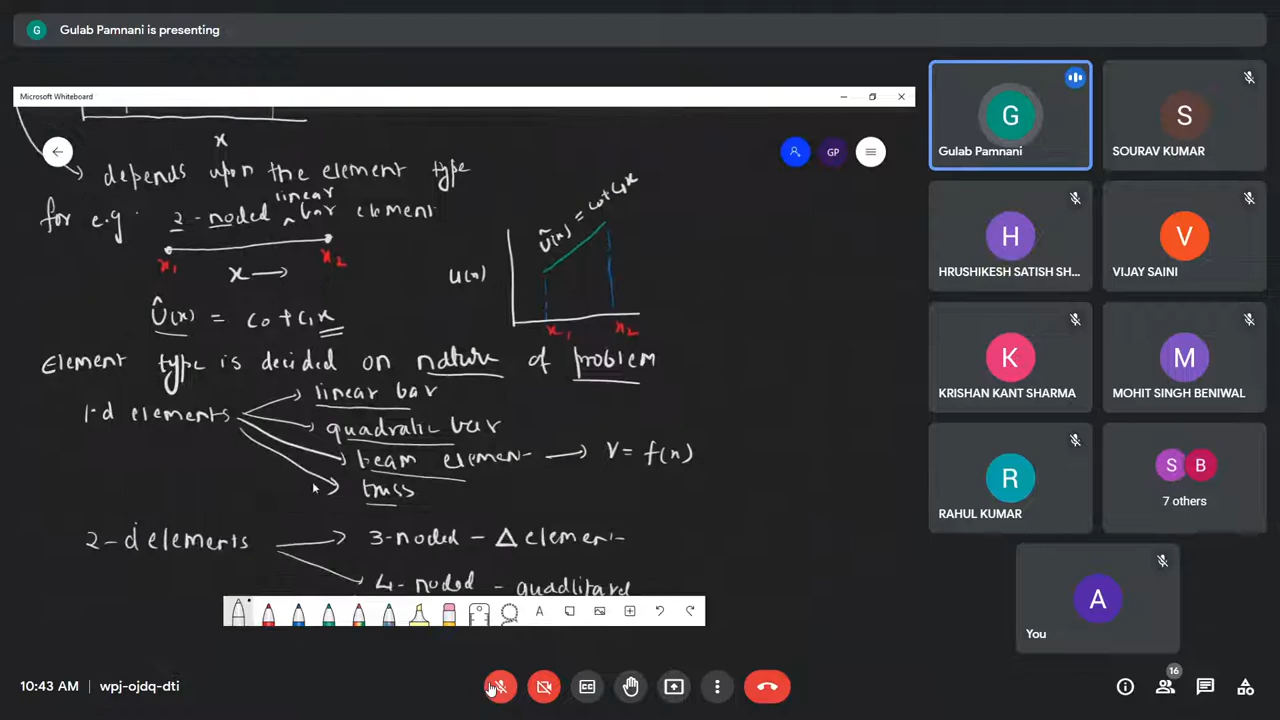 G Gulab Pamnani is presenting
Microsoft Whiteboard
x
depends upon the element type
for e.g. 2-noded linear bar element
x1 x2
x
Û(x) = c0 + c1x
U(x)
Ũ(x) = c0 + c1x
x1 x2
Element type is decided on nature of problem
1-d elements
linear bar
quadratic bar
beam element → v = f(x)
truss
2-d elements
3-noded - Δ element
4-noded - quadlitard
GP
A
G
Gulab Pamnani
S
SOURAV KUMAR
H
HRUSHIKESH SATISH SH...
V
VIJAY SAINI
K
KRISHAN KANT SHARMA
M
MOHIT SINGH BENIWAL
R
RAHUL KUMAR
S B
7 others
A
You
10:43 AM | wpj-ojdq-dti
CC
16